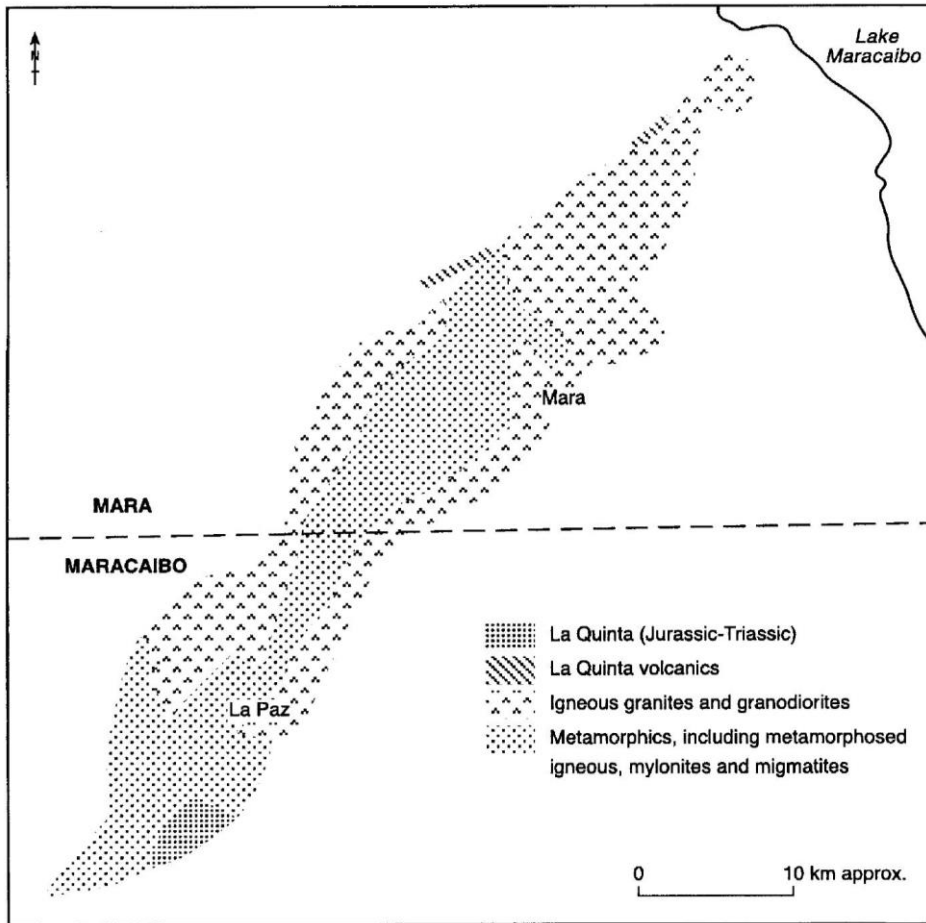 N
Lake
Maracaibo
Mara
MARA
MARACAIBO
La Paz
La Quinta (Jurassic-Triassic)
La Quinta volcanics
Igneous granites and granodiorites
Metamorphics, including metamorphosed
igneous, mylonites and migmatites
0 10 km approx.